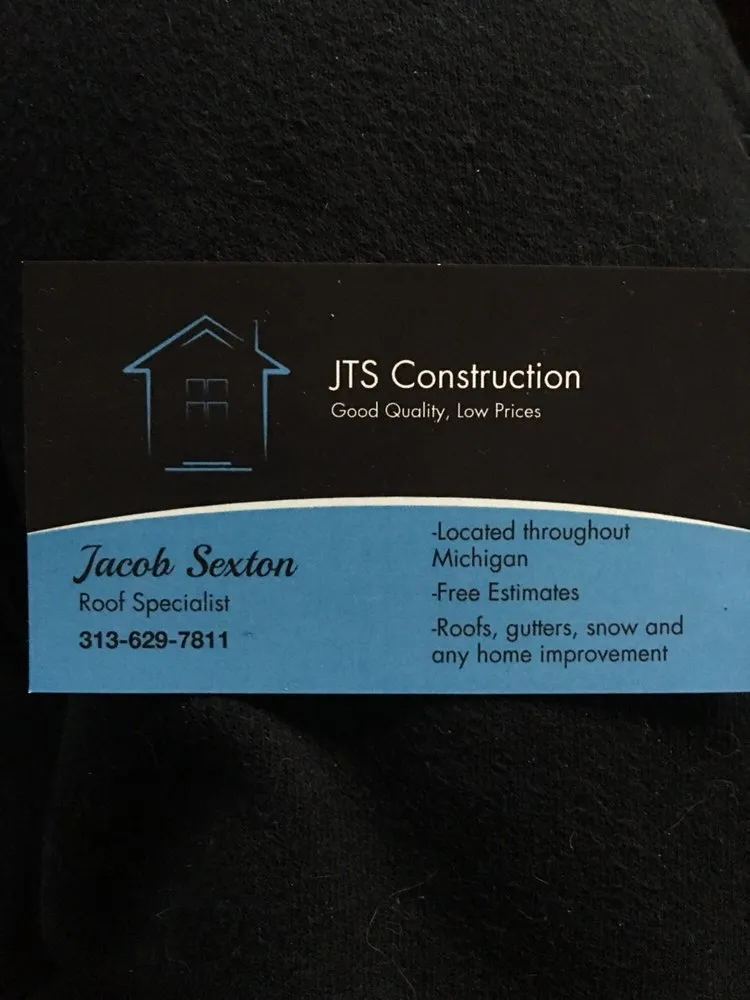 JTS Construction
Good Quality, Low Prices
Jacob Sexton
Roof Specialist
313-629-7811
-Located throughout
Michigan
-Free Estimates
-Roofs, gutters, snow and
any home improvement